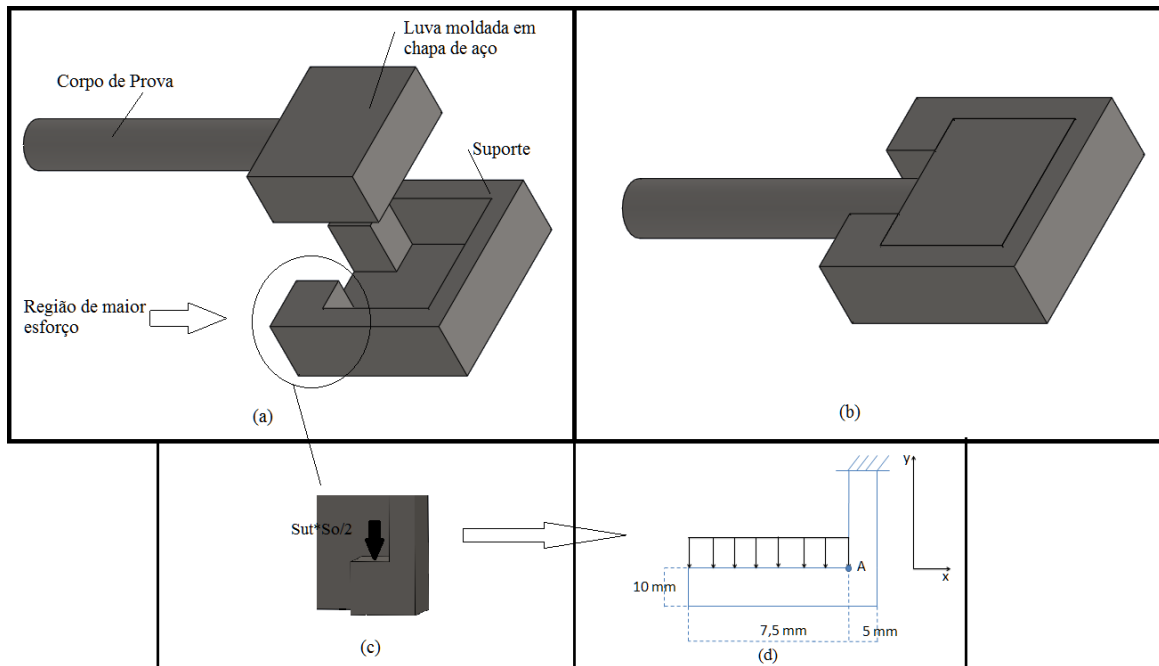 Luva moldada em
chapa de aço
Corpo de Prova
Suporte
Região de maior
esforço
(a)
(b)
Sut*So/2
(c)
y
x
A
10 mm
7,5 mm
5 mm
(d)